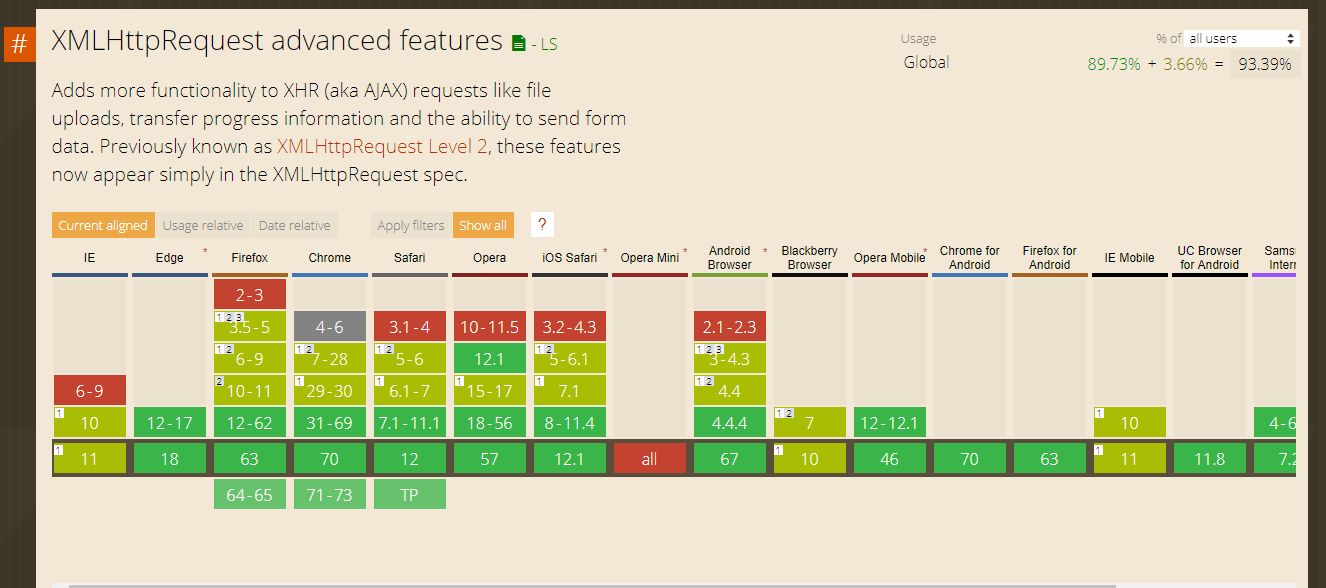 #
XMLHttpRequest advanced features - LS
Usage % of all users
Global 89.73% + 3.66% = 93.39%
Adds more functionality to XHR (aka AJAX) requests like file
uploads, transfer progress information and the ability to send form
data. Previously known as XMLHttpRequest Level 2, these features
now appear simply in the XMLHttpRequest spec.
Current aligned Usage relative Date relative Apply filters Show all ?
IE Edge * Firefox Chrome Safari Opera iOS Safari * Opera Mini * Android Browser * Blackberry Browser Opera Mobile * Chrome for Android Firefox for Android IE Mobile UC Browser for Android Sams Inter
2-3
1 2 3 3.5-5 4-6 3.1-4 10-11.5 3.2-4.3 2.1-2.3
1 2 6-9 1 2 7-28 1 2 5-6 12.1 1 2 5-6.1 1 2 3 3-4.3
6-9 2 10-11 1 29-30 1 6.1-7 1 15-17 1 7.1 1 2 4.4
1 10 12-17 12-62 31-69 7.1-11.1 18-56 8-11.4 4.4.4 1 2 7 12-12.1 1 10 4-6
1 11 18 63 70 12 57 12.1 all 67 1 10 46 70 63 1 11 11.8 7.2
64-65 71-73 TP